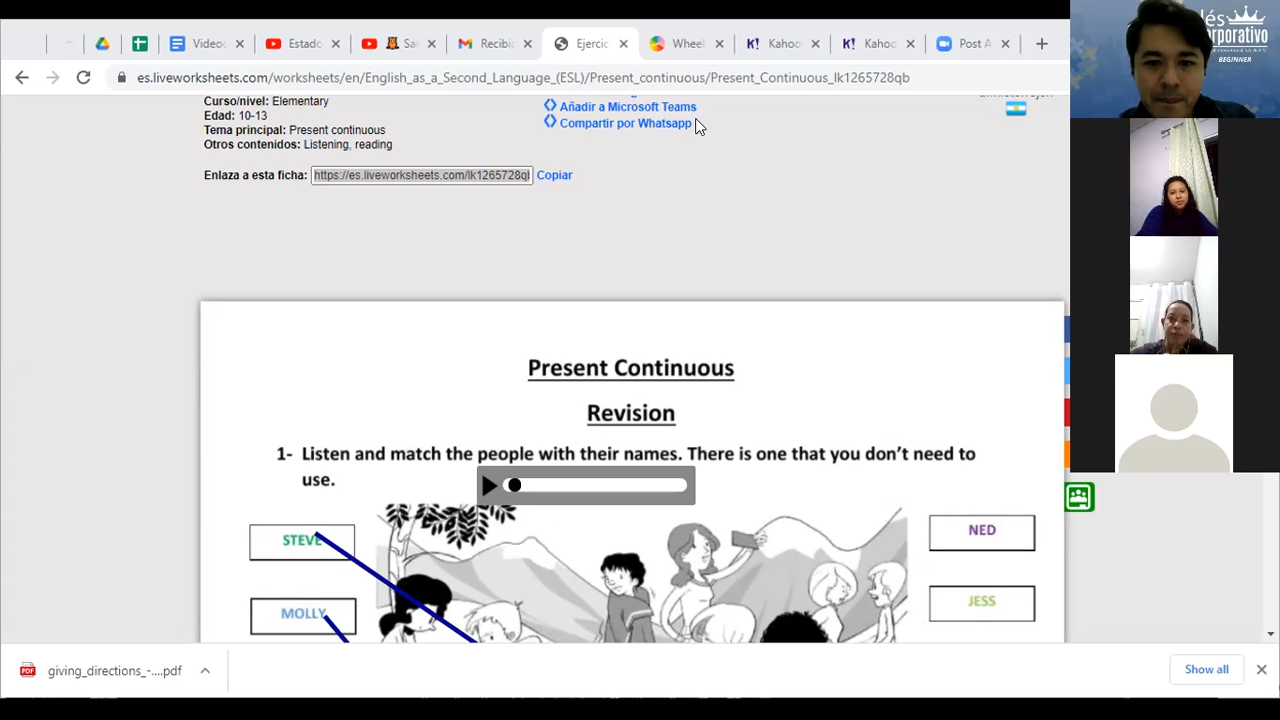 Videoc
Estado
Sa
Recibic
Ejercic
Wheel
Kahoo
Kahoo
Post A
es.liveworksheets.com/worksheets/en/English_as_a_Second_Language_(ESL)/Present_continuous/Present_Continuous_lk1265728qb
BEGINNER
Curso/nivel: Elementary
Añadir a Microsoft Teams
Edad: 10-13
Compartir por Whatsapp
Tema principal: Present continuous
Otros contenidos: Listening, reading
Enlaza a esta ficha: https://es.liveworksheets.com/lk1265728qb Copiar
Present Continuous
Revision
1- Listen and match the people with their names. There is one that you don't need to
use.
STEVE
NED
MOLLY
JESS
PDF giving_directions_-....pdf
Show all